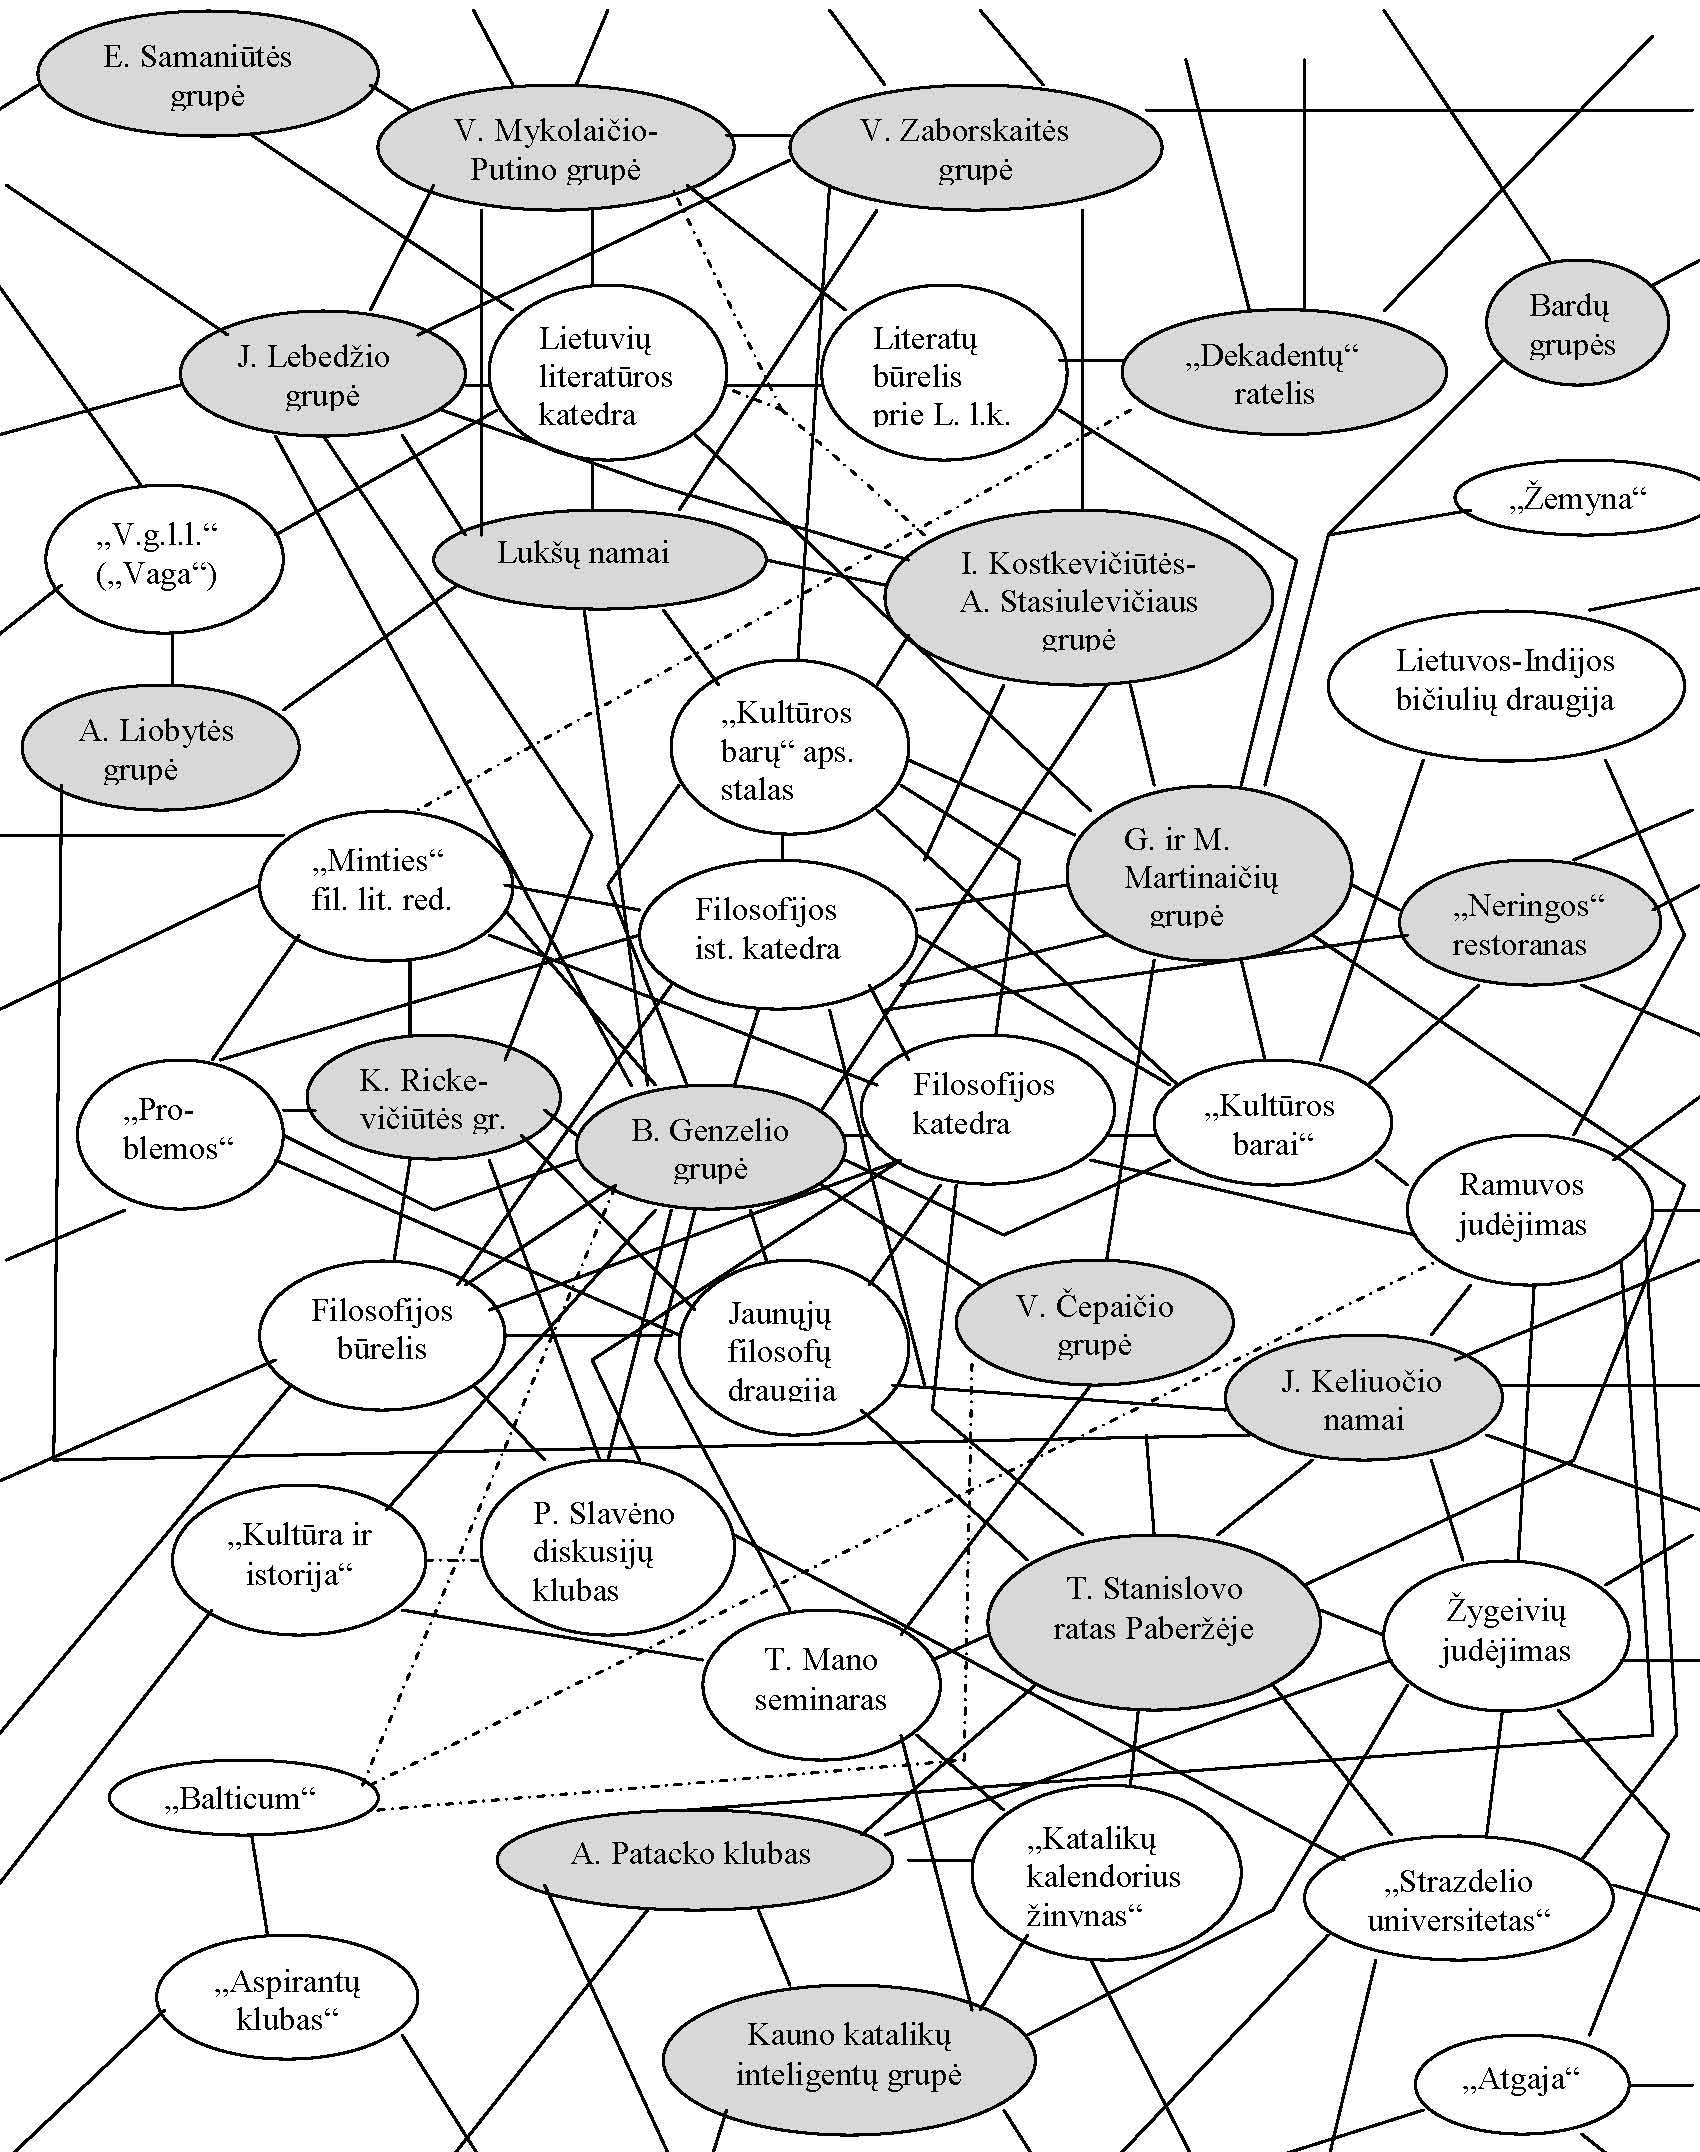 E. Samaniūtės
grupė
V. Mykolaičio-
Putino grupė
V. Zaborskaitės
grupė
Bardų
grupės
J. Lebedžio
grupė
Lietuvių
literatūros
katedra
Literatų
būrelis
prie L. l.k.
„Dekadentų“
ratelis
„Žemyna“
„V.g.l.l.“
(„Vaga“)
Lukšų namai
I. Kostkevičiūtės-
A. Stasiulevičiaus
grupė
Lietuvos-Indijos
bičiulių draugija
A. Liobytės
grupė
„Kultūros
barų“ aps.
stalas
„Minties“
fil. lit. red.
Filosofijos
ist. katedra
G. ir M.
Martinaičių
grupė
„Neringos“
restoranas
„Pro-
blemos“
K. Ricke-
vičiūtės gr.
B. Genzelio
grupė
Filosofijos
katedra
„Kultūros
barai“
Ramuvos
judėjimas
Filosofijos
būrelis
Jaunųjų
filosofų
draugija
V. Čepaičio
grupė
J. Keliuočio
namai
„Kultūra ir
istorija“
P. Slavėno
diskusijų
klubas
T. Mano
seminaras
T. Stanislovo
ratas Paberžėje
Žygeivių
judėjimas
„Balticum“
A. Patacko klubas
„Katalikų
kalendorius
žinynas“
„Strazdelio
universitetas“
„Aspirantų
klubas“
Kauno katalikų
inteligentų grupė
„Atgaja“